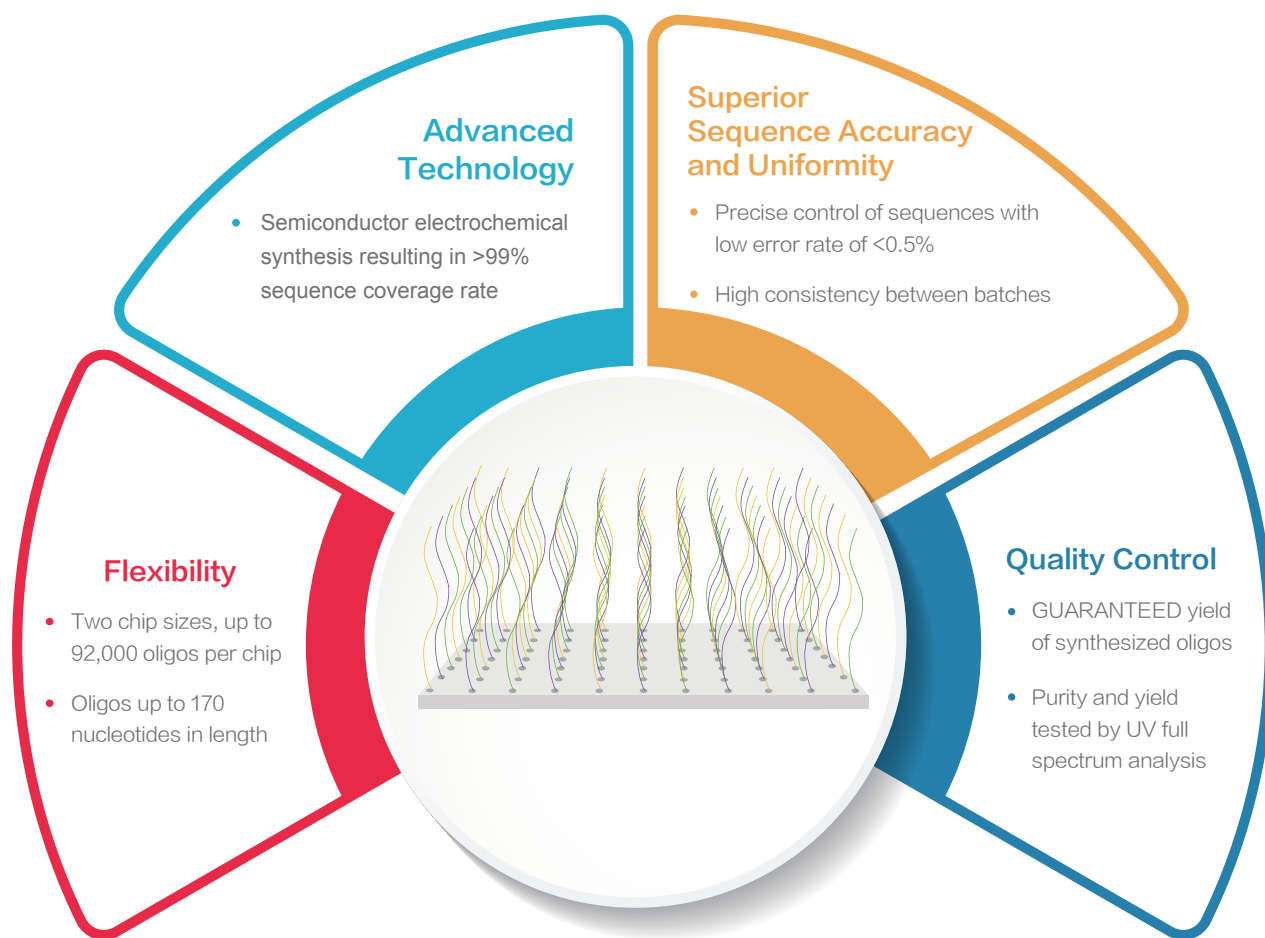 Advanced
Technology
• Semiconductor electrochemical
synthesis resulting in >99%
sequence coverage rate
Superior
Sequence Accuracy
and Uniformity
• Precise control of sequences with
low error rate of <0.5%
• High consistency between batches
Flexibility
• Two chip sizes, up to
92,000 oligos per chip
• Oligos up to 170
nucleotides in length
Quality Control
• GUARANTEED yield
of synthesized oligos
• Purity and yield
tested by UV full
spectrum analysis